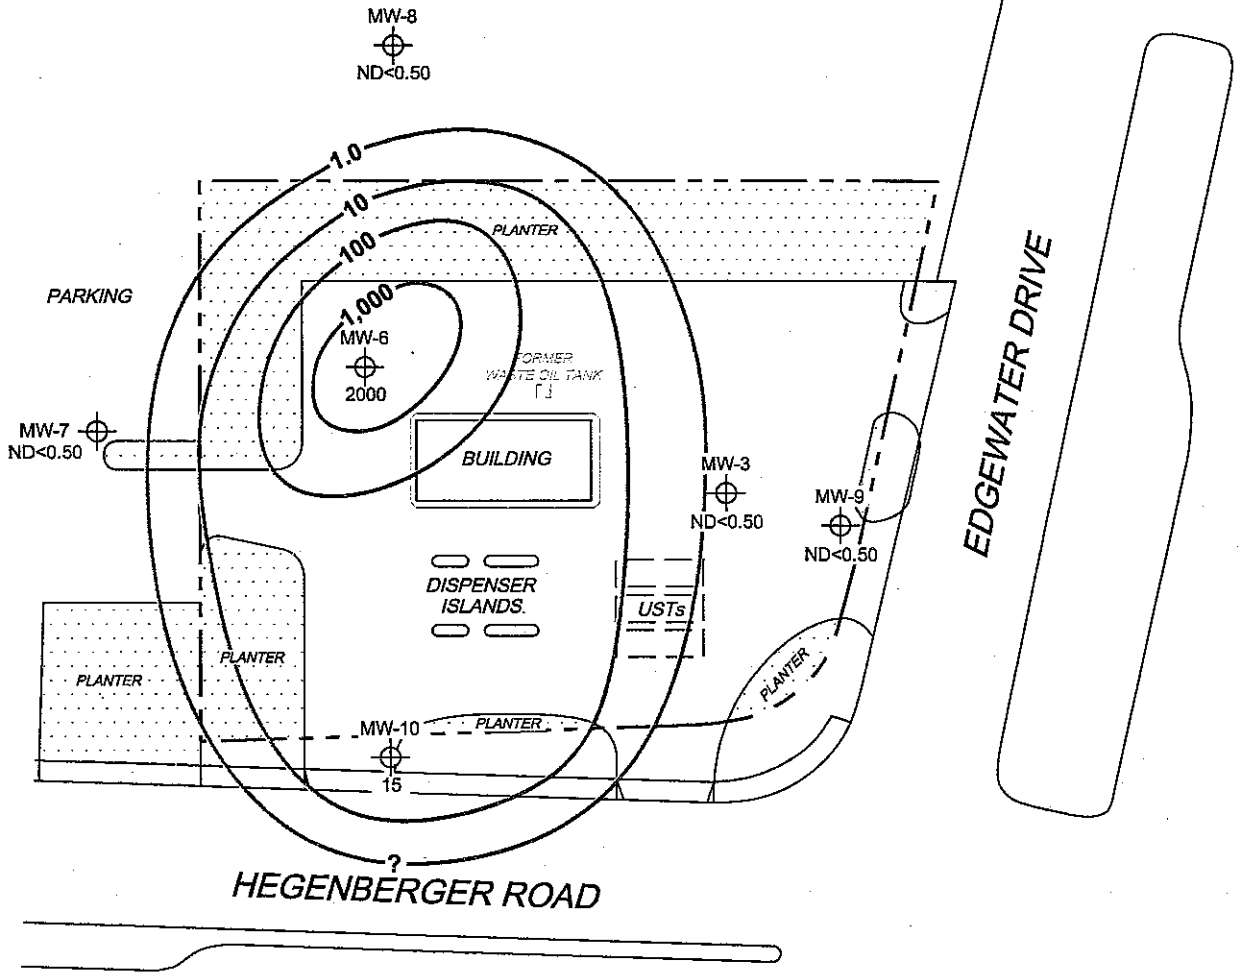 MW-8
ND<0.50
1.0
10
PLANTER
100
PARKING
1,000
MW-6
2000
FORMER
WASTE OIL TANK
EDGEWATER DRIVE
MW-7
ND<0.50
BUILDING
MW-3
ND<0.50
MW-9
ND<0.50
DISPENSER
ISLANDS
USTs
PLANTER
PLANTER
PLANTER
MW-10
PLANTER
15
?
HEGENBERGER ROAD